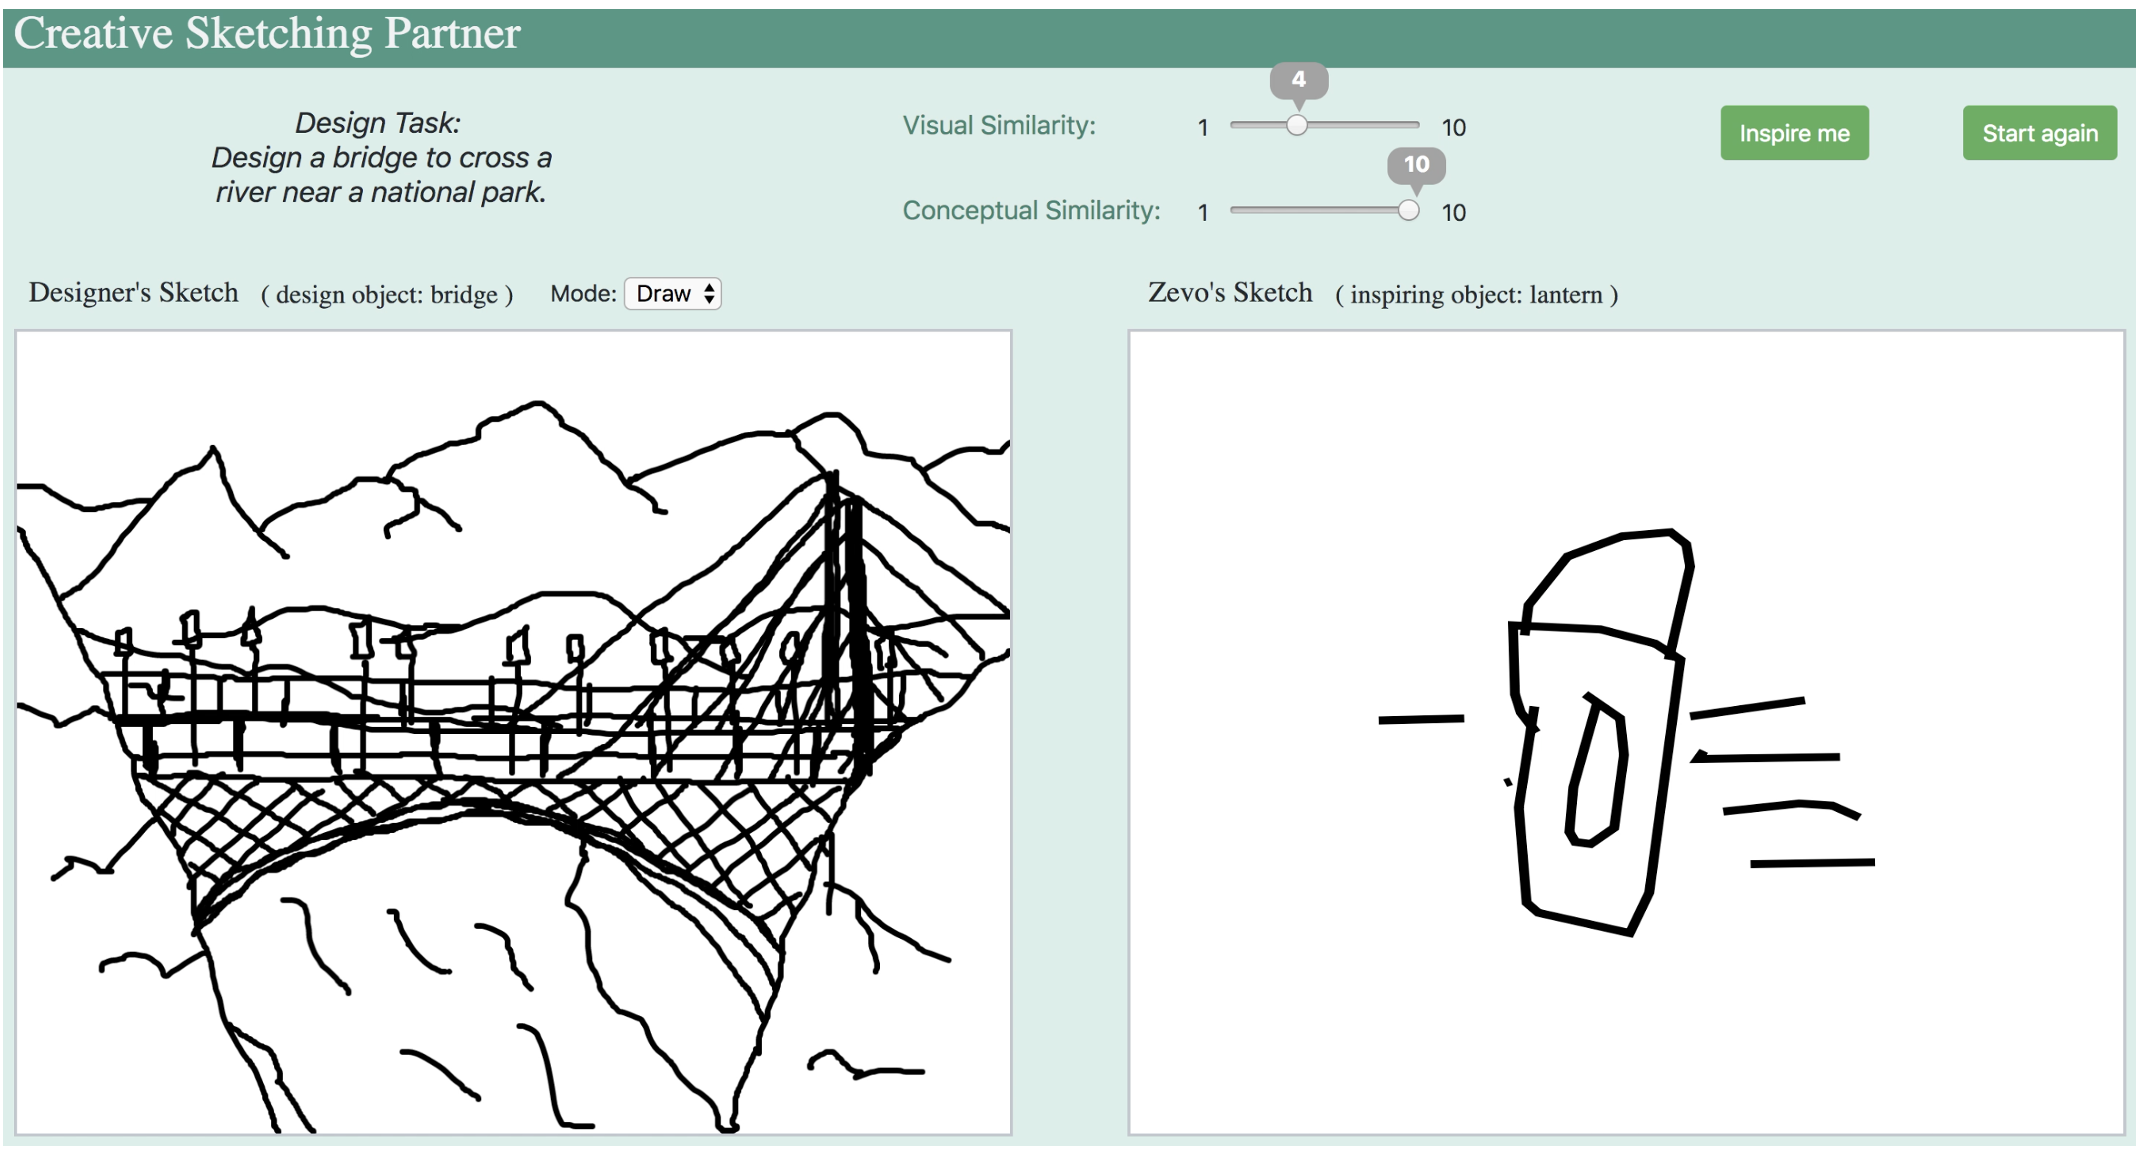 Creative Sketching Partner
Design Task:
Design a bridge to cross a
river near a national park.
4
Visual Similarity: 1 10
10
Conceptual Similarity: 1 10
Inspire me
Start again
Designer's Sketch ( design object: bridge ) Mode: Draw
Zevo's Sketch ( inspiring object: lantern )